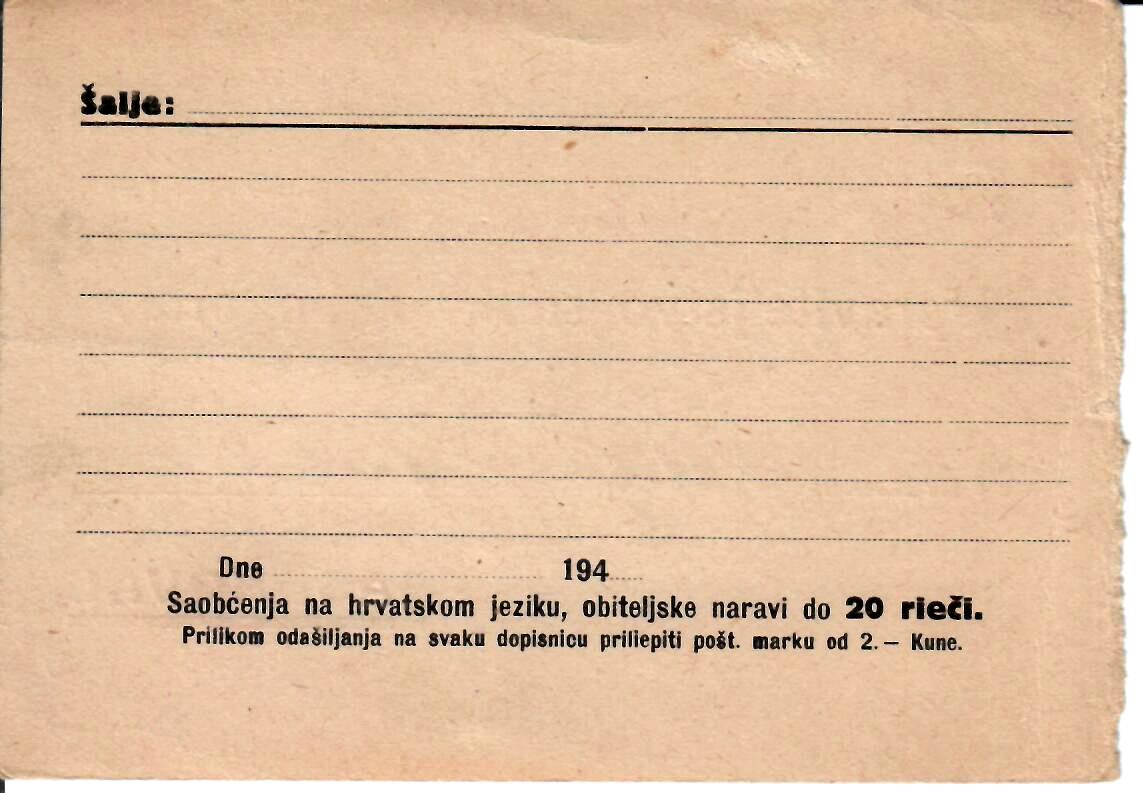 Šalje:
Dne 194
Saobćenja na hrvatskom jeziku, obiteljske naravi do 20 rieči.
Prilikom odašiljanja na svaku dopisnicu priliepiti pošt. marku od 2.— Kune.